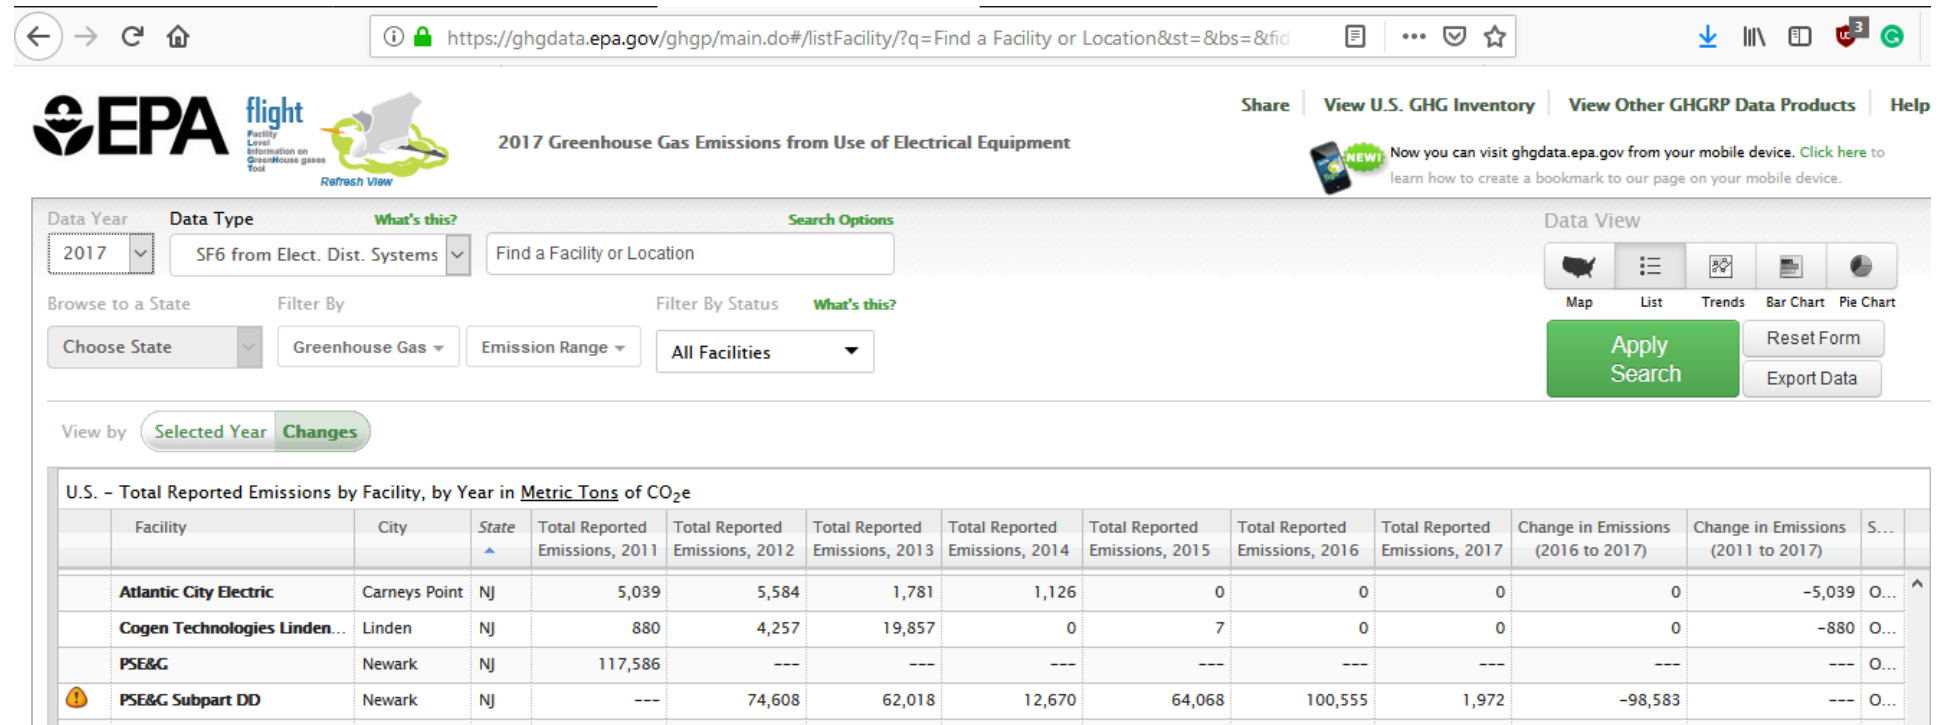 https://ghgdata.epa.gov/ghgp/main.do#/listFacility/?q=Find a Facility or Location&st=&bs=&fid
3
EPA
flight
Facility
Level
Information on
GreenHouse gases
Tool
Refresh View
2017 Greenhouse Gas Emissions from Use of Electrical Equipment
Share View U.S. GHG Inventory View Other GHGRP Data Products Help
NEW! Now you can visit ghgdata.epa.gov from your mobile device. Click here to
learn how to create a bookmark to our page on your mobile device.
Data Year Data Type What's this? Search Options Data View
2017 SF6 from Elect. Dist. Systems Find a Facility or Location
Map List Trends Bar Chart Pie Chart
Browse to a State Filter By Filter By Status What's this?
Choose State Greenhouse Gas Emission Range All Facilities
Apply Search
Reset Form
Export Data
View by Selected Year Changes
U.S. – Total Reported Emissions by Facility, by Year in Metric Tons of CO₂e
Facility City State Total Reported Emissions, 2011 Total Reported Emissions, 2012 Total Reported Emissions, 2013 Total Reported Emissions, 2014 Total Reported Emissions, 2015 Total Reported Emissions, 2016 Total Reported Emissions, 2017 Change in Emissions (2016 to 2017) Change in Emissions (2011 to 2017) S...
Atlantic City Electric Carneys Point NJ 5,039 5,584 1,781 1,126 0 0 0 0 -5,039 O...
Cogen Technologies Linden... Linden NJ 880 4,257 19,857 0 7 0 0 0 -880 O...
PSE&G Newark NJ 117,586 --- --- --- --- --- --- --- --- O...
PSE&G Subpart DD Newark NJ --- 74,608 62,018 12,670 64,068 100,555 1,972 -98,583 --- O...